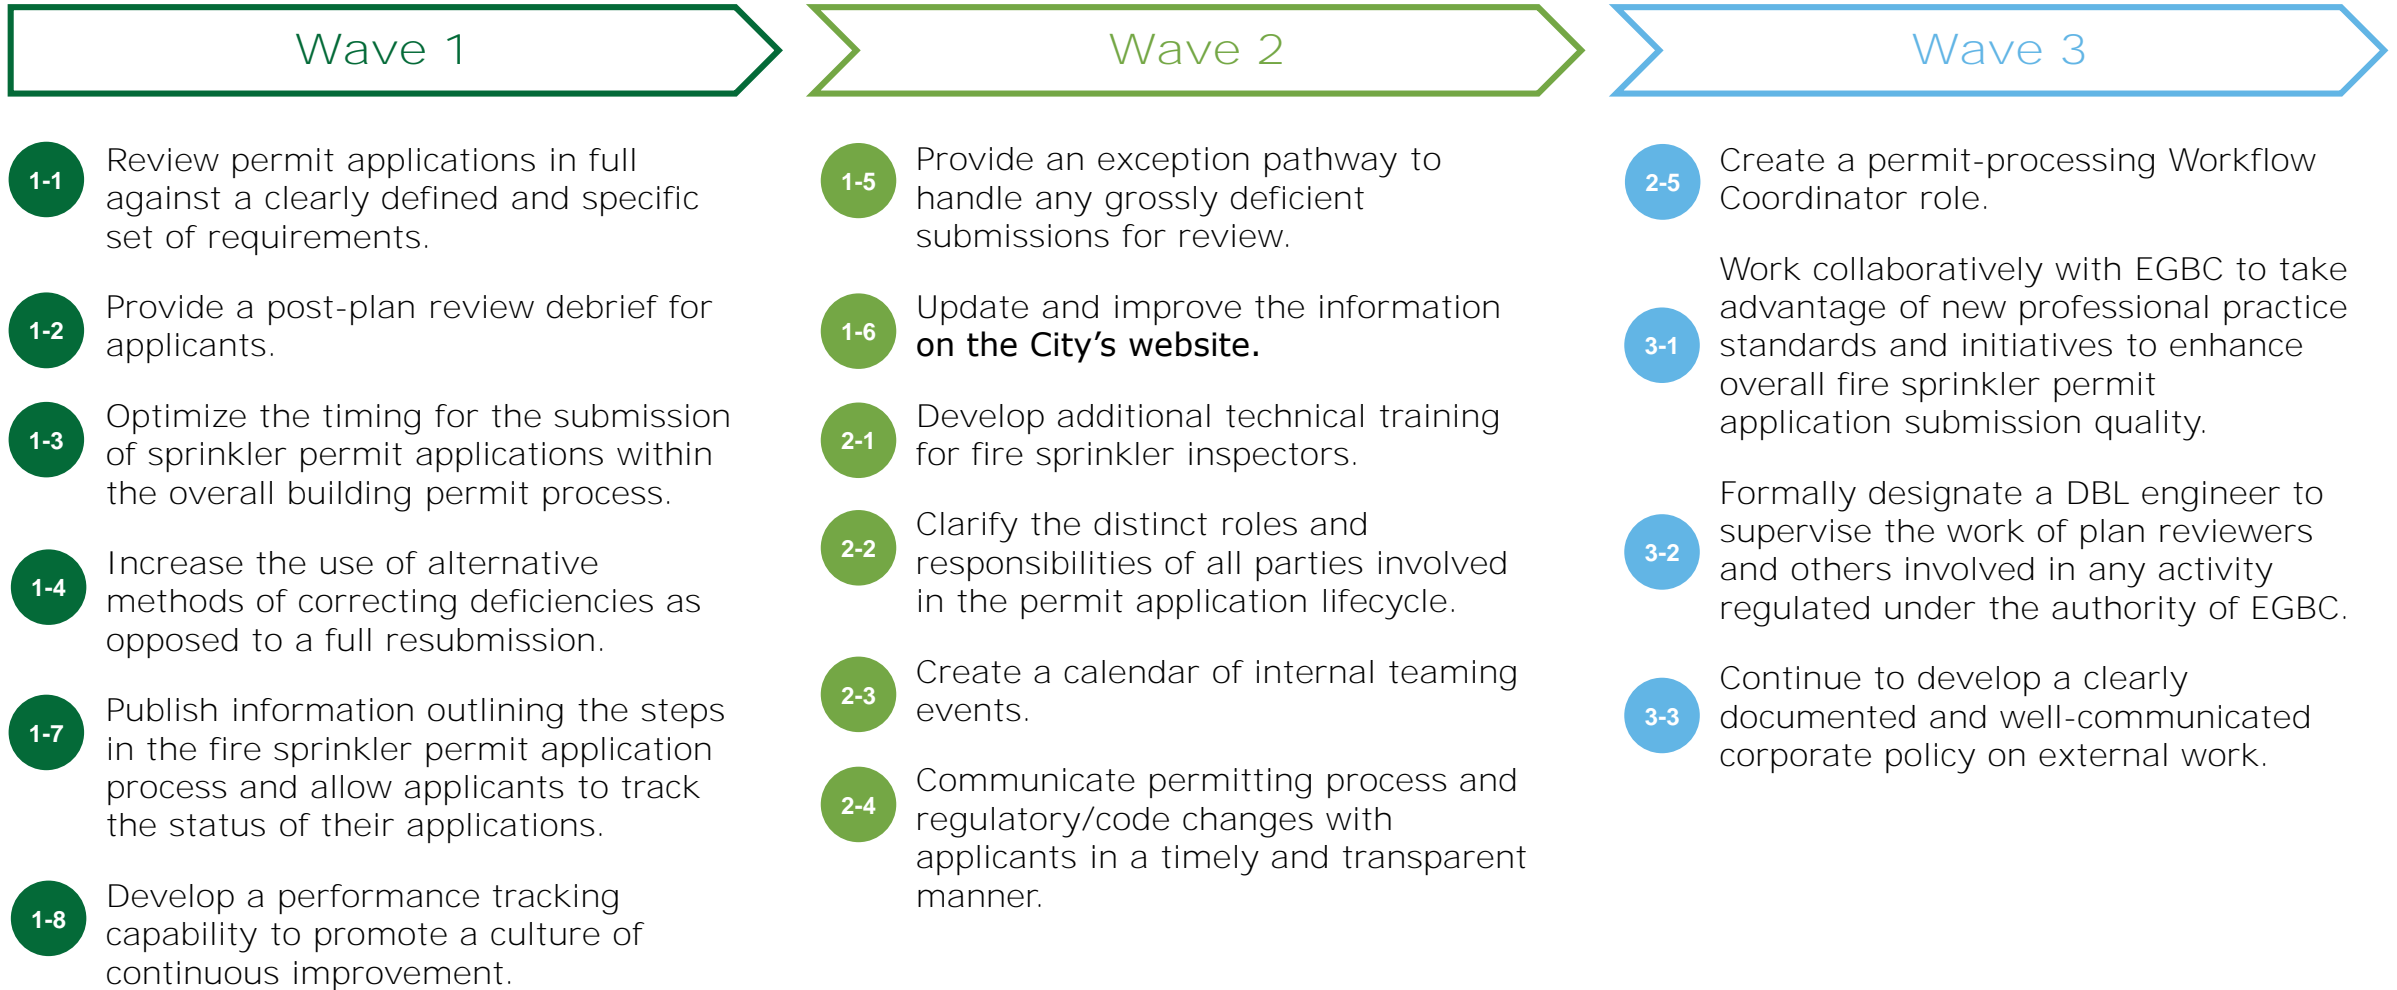 Wave 1
1-1
Review permit applications in full
against a clearly defined and specific
set of requirements.
1-2
Provide a post-plan review debrief for
applicants.
1-3
Optimize the timing for the submission
of sprinkler permit applications within
the overall building permit process.
1-4
Increase the use of alternative
methods of correcting deficiencies as
opposed to a full resubmission.
1-7
Publish information outlining the steps
in the fire sprinkler permit application
process and allow applicants to track
the status of their applications.
1-8
Develop a performance tracking
capability to promote a culture of
continuous improvement.
Wave 2
1-5
Provide an exception pathway to
handle any grossly deficient
submissions for review.
1-6
Update and improve the information
on the City’s website.
2-1
Develop additional technical training
for fire sprinkler inspectors.
2-2
Clarify the distinct roles and
responsibilities of all parties involved
in the permit application lifecycle.
2-3
Create a calendar of internal teaming
events.
2-4
Communicate permitting process and
regulatory/code changes with
applicants in a timely and transparent
manner.
Wave 3
2-5
Create a permit-processing Workflow
Coordinator role.
3-1
Work collaboratively with EGBC to take
advantage of new professional practice
standards and initiatives to enhance
overall fire sprinkler permit
application submission quality.
3-2
Formally designate a DBL engineer to
supervise the work of plan reviewers
and others involved in any activity
regulated under the authority of EGBC.
3-3
Continue to develop a clearly
documented and well-communicated
corporate policy on external work.